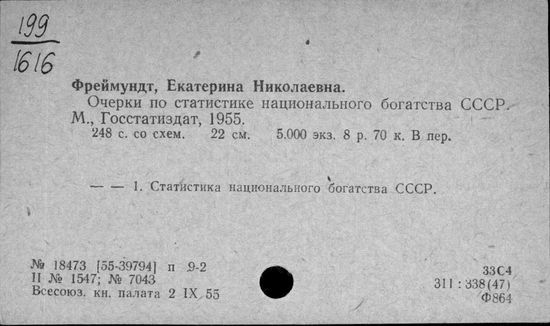 199
1616
Фреймундт, Екатерина Николаевна.
Очерки по статистике национального богатства СССР.
М., Госстатиздат, 1955.
248 с. со схем. 22 см. 5.000 экз. 8 р. 70 к. В пер.
— — 1. Статистика национального богатства СССР.
№ 18473 [55-39794] п 9-2
II № 1547; № 7043
Всесоюз. кн. палата 2 IX 55
33С4
311 : 338(47)
Ф864